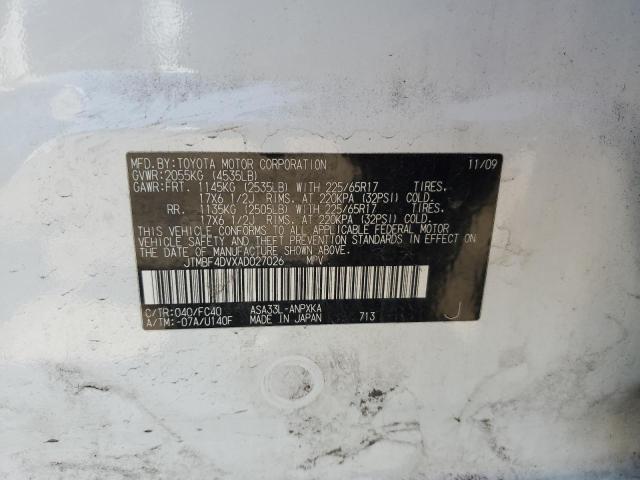 MFD.BY:TOYOTA MOTOR CORPORATION 11/09
GVWR:2055KG (4535LB)
GAWR:FRT. 1145KG (2535LB) WITH 225/65R17 TIRES.
17X6 1/2J RIMS. AT 220KPA (32PSI) COLD.
RR. 1135KG (2505LB) WITH 225/65R17 TIRES.
17X6 1/2J RIMS. AT 220KPA (32PSI) COLD.
THIS VEHICLE CONFORMS TO ALL APPLICABLE FEDERAL MOTOR
VEHICLE SAFETY AND THEFT PREVENTION STANDARDS IN EFFECT ON
THE DATE OF MANUFACTURE SHOWN ABOVE.
JTMBF4DVXAD027026 MPV
C/TR:040/FC40 ASA33L-ANPXKA
A/TM:-07A/U140F MADE IN JAPAN 713 J